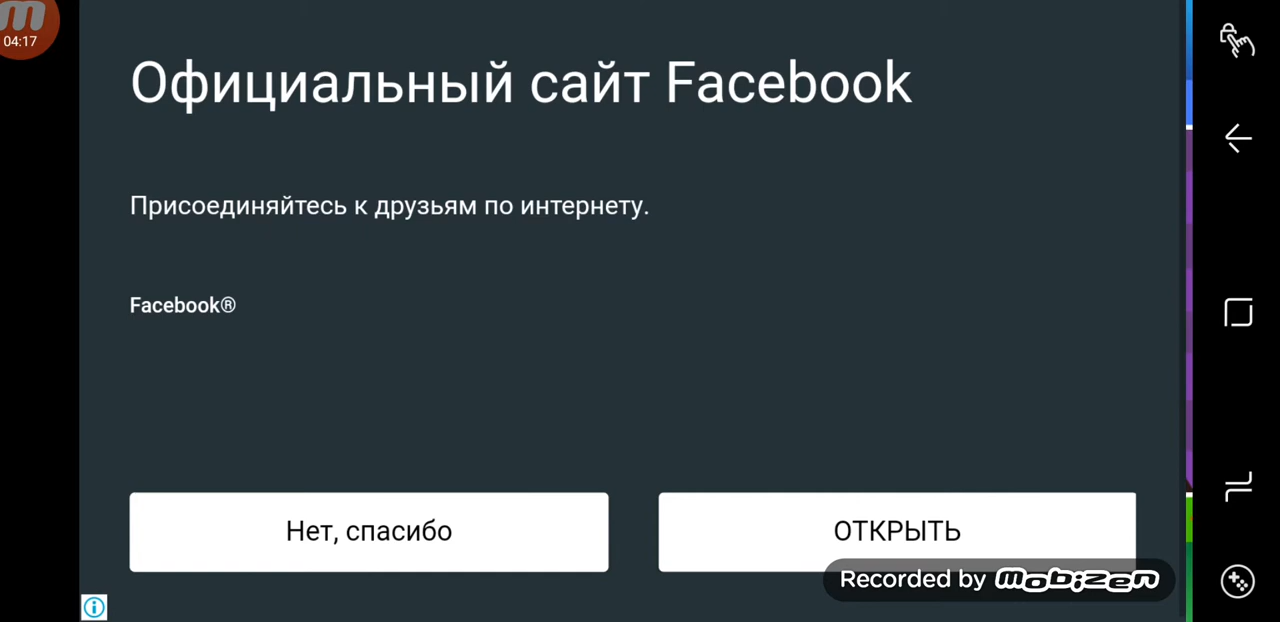 04:17
Официальный сайт Facebook
Присоединяйтесь к друзьям по интернету.
Facebook®
Нет, спасибо
ОТКРЫТЬ
Recorded by mobizen